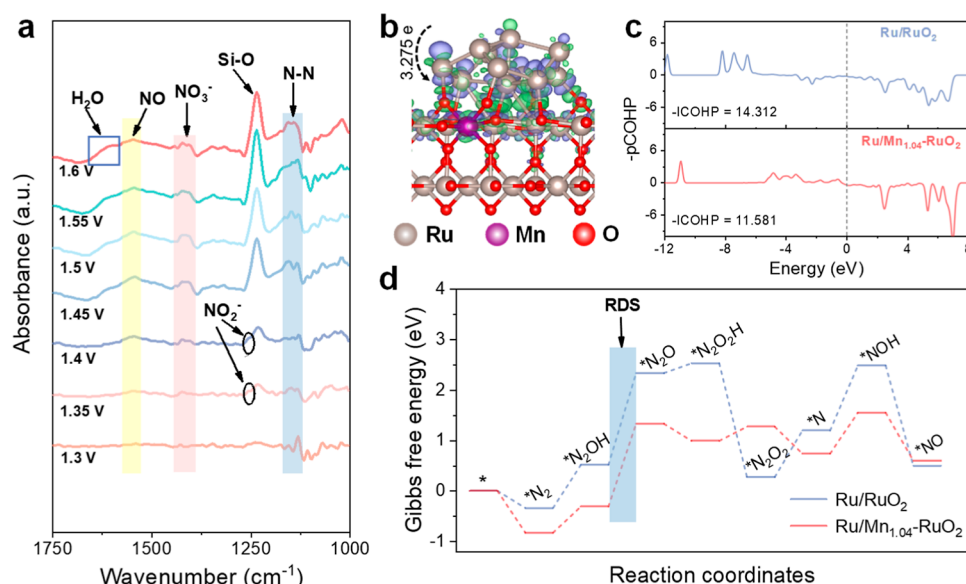 a
Absorbance (a.u.)
H₂O
NO
NO₃⁻
Si-O
N-N
1.6 V
1.55 V
1.5 V
1.45 V
NO₂⁻
1.4 V
1.35 V
1.3 V
1750
1500
1250
1000
Wavenumber (cm⁻¹)
b
3.275 e
Ru
Mn
O
c
-pCOHP
6
0
-6
Ru/RuO₂
-ICOHP = 14.312
6
0
-6
Ru/Mn₁.₀₄-RuO₂
-ICOHP = 11.581
-12
-8
-4
0
4
8
Energy (eV)
d
Gibbs free energy (eV)
4
3
2
1
0
-1
RDS
*
*N₂
*N₂OH
*N₂O
*N₂O₂H
*N₂O₂
*N
*NOH
*NO
Ru/RuO₂
Ru/Mn₁.₀₄-RuO₂
Reaction coordinates